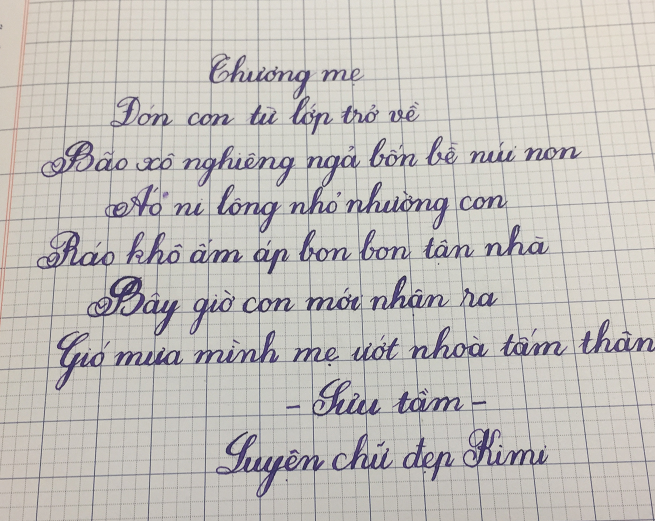 Thương mẹ
Đón con từ lớp trở về
Bão xô nghiêng ngả bốn bề núi non
Áo ni lông nhỏ nhường con
Ráo khô ấm áp bon bon tận nhà
Bây giờ con mới nhận ra
Gió mưa mình mẹ ướt nhoà tấm thân
- Sưu tầm -
Luyện chữ đẹp Kimi